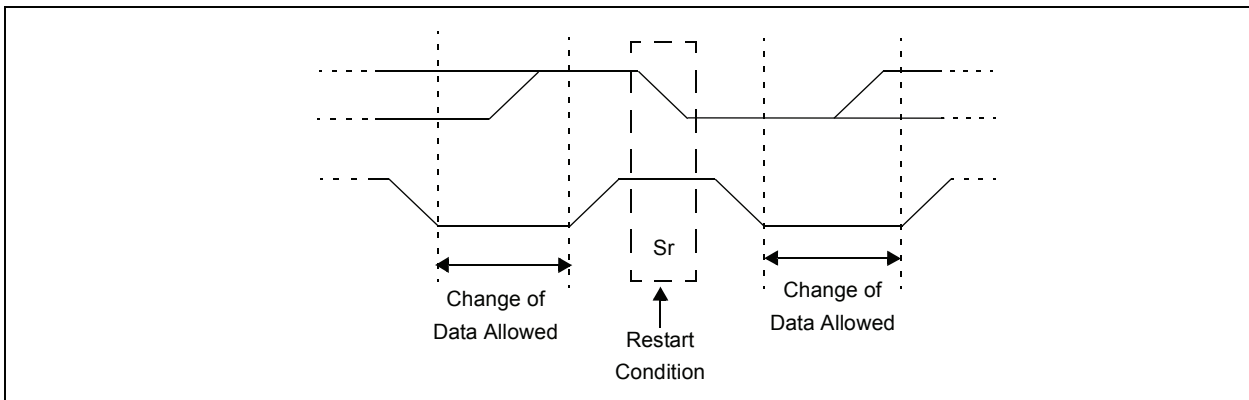 Sr
Change of
Data Allowed
Restart
Condition
Change of
Data Allowed